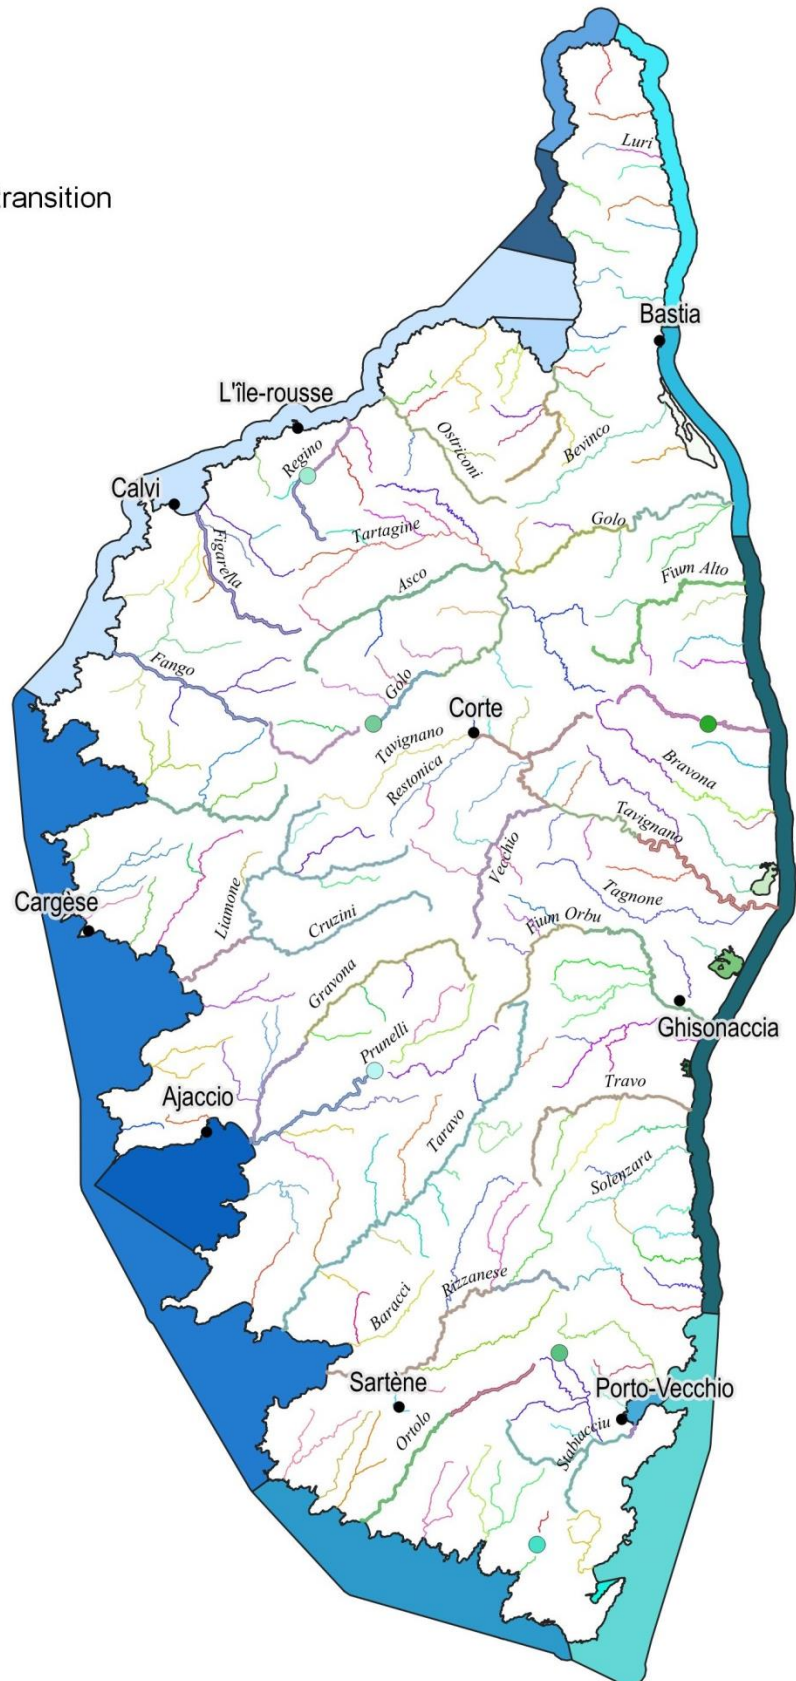 Luri
transition
Bastia
L'île-rousse
Ostriconi
Bevinco
Regino
Calvi
Golo
Tartagine
Figarella
Asco
Fium Alto
Fango
Golo
Corte
Tavignano
Restonica
Bravona
Tavignano
Vecchio
Tagnone
Cargèse
Liamone
Cruzini
Fium Orbu
Gravona
Ghisonaccia
Prunelli
Travo
Ajaccio
Taravo
Solenzara
Rizzanese
Baracci
Sartène
Porto-Vecchio
Ortolo
Stabiacciu